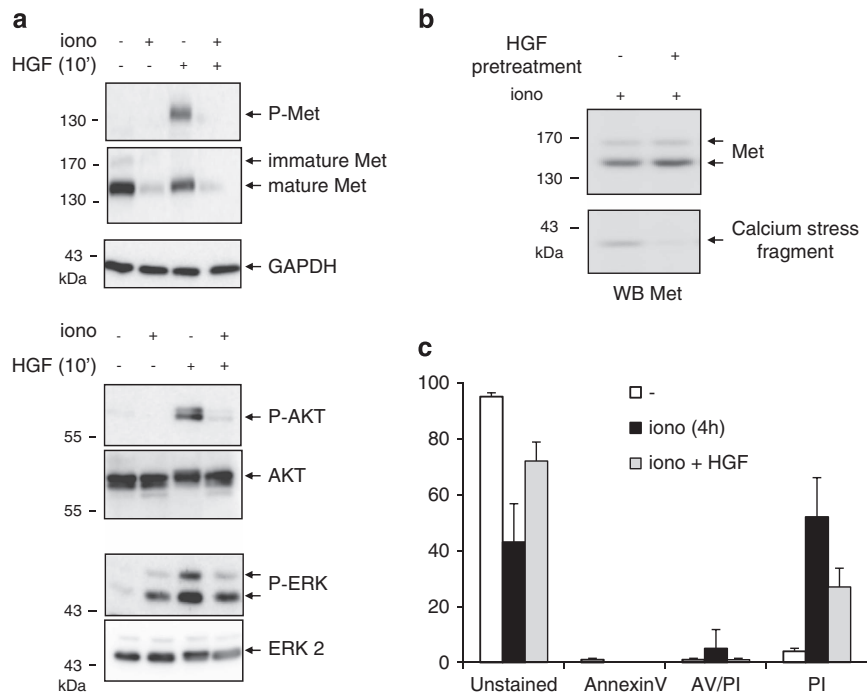 a
iono - + - +
HGF (10') - - + +
130 – P-Met
170 – immature Met
130 – mature Met
43 – GAPDH
kDa
iono - + - +
HGF (10') - - + +
P-AKT
55 –
AKT
55 –
P-ERK
43 –
ERK 2
43 –
kDa
b
HGF
pretreatment - +
iono + +
170 –
Met
130 –
43 –
Calcium stress
kDa fragment
WB Met
c
100
80
60
40
20
0
-
iono (4h)
iono + HGF
Unstained AnnexinV AV/PI PI